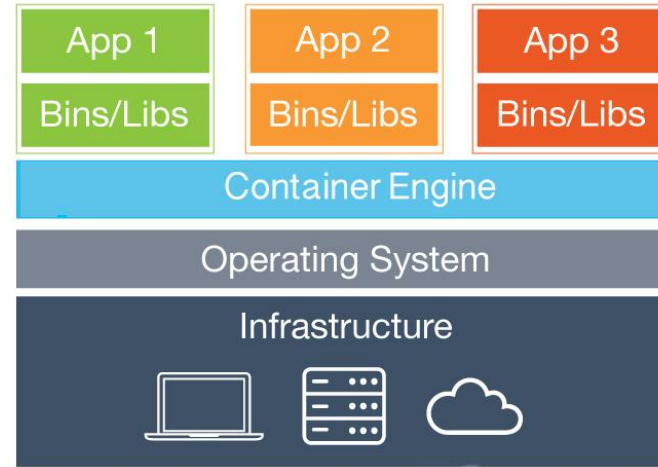 App 1
App 2
App 3
Bins/Libs
Bins/Libs
Bins/Libs
Container Engine
Operating System
Infrastructure